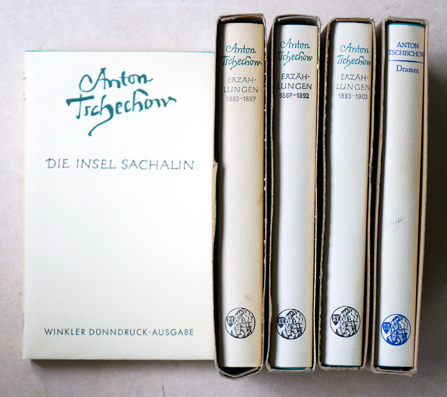 Anton
Tschechow
DIE INSEL SACHALIN
WINKLER DÜNNDRUCK-AUSGABE
Anton
Tschechow
ERZÄH-
LUNGEN
1883-1887
Anton
Tschechow
ERZÄH-
LUNGEN
1887-1892
Anton
Tschechow
ERZÄH-
LUNGEN
1893-1903
ANTON
TSCHECHOW
Dramen